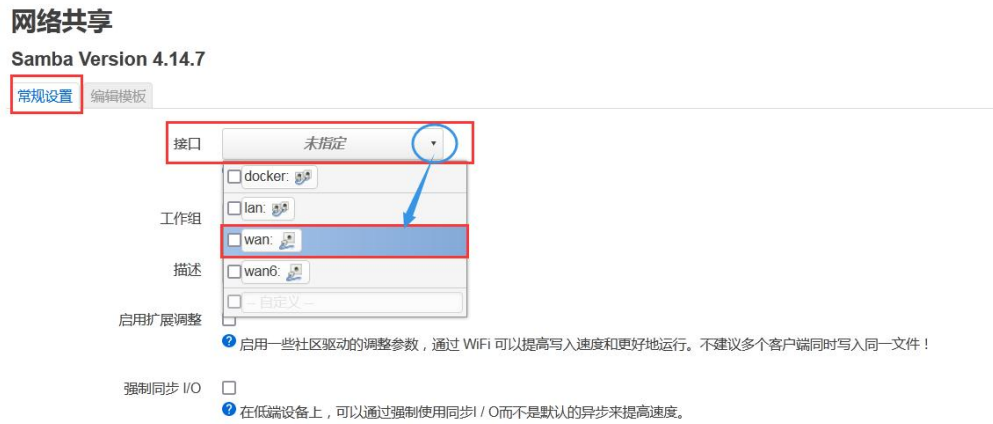 网络共享
Samba Version 4.14.7
常规设置 编辑模板
接口 未指定
docker:
lan:
工作组
wan:
描述 wan6:
-- 自定义 --
启用扩展调整
启用一些社区驱动的调整参数，通过 WiFi 可以提高写入速度和更好地运行。不建议多个客户端同时写入同一文件！
强制同步 I/O
在低端设备上，可以通过强制使用同步I / O而不是默认的异步来提高速度。